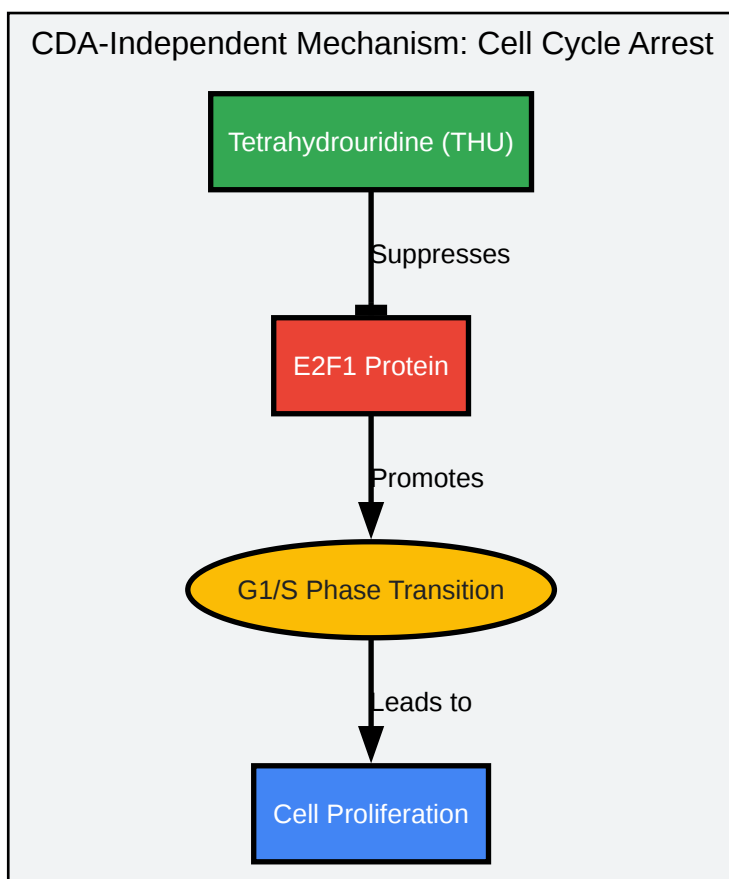 CDA-Independent Mechanism: Cell Cycle Arrest
Tetrahydrouridine (THU)
Suppresses
E2F1 Protein
Promotes
G1/S Phase Transition
Leads to
Cell Proliferation